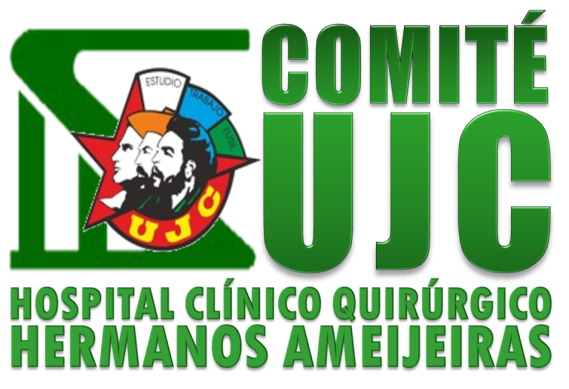 ESTUDIO
TRABAJO
FUSIL
UJC
COMITÉ
UJC
HOSPITAL CLÍNICO QUIRÚRGICO
HERMANOS AMEIJEIRAS